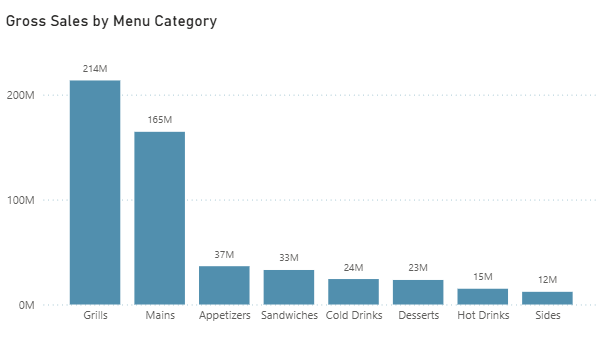 Gross Sales by Menu Category
214M
200M
165M
100M
37M
33M
24M
23M
15M
12M
0M
Grills Mains Appetizers Sandwiches Cold Drinks Desserts Hot Drinks Sides